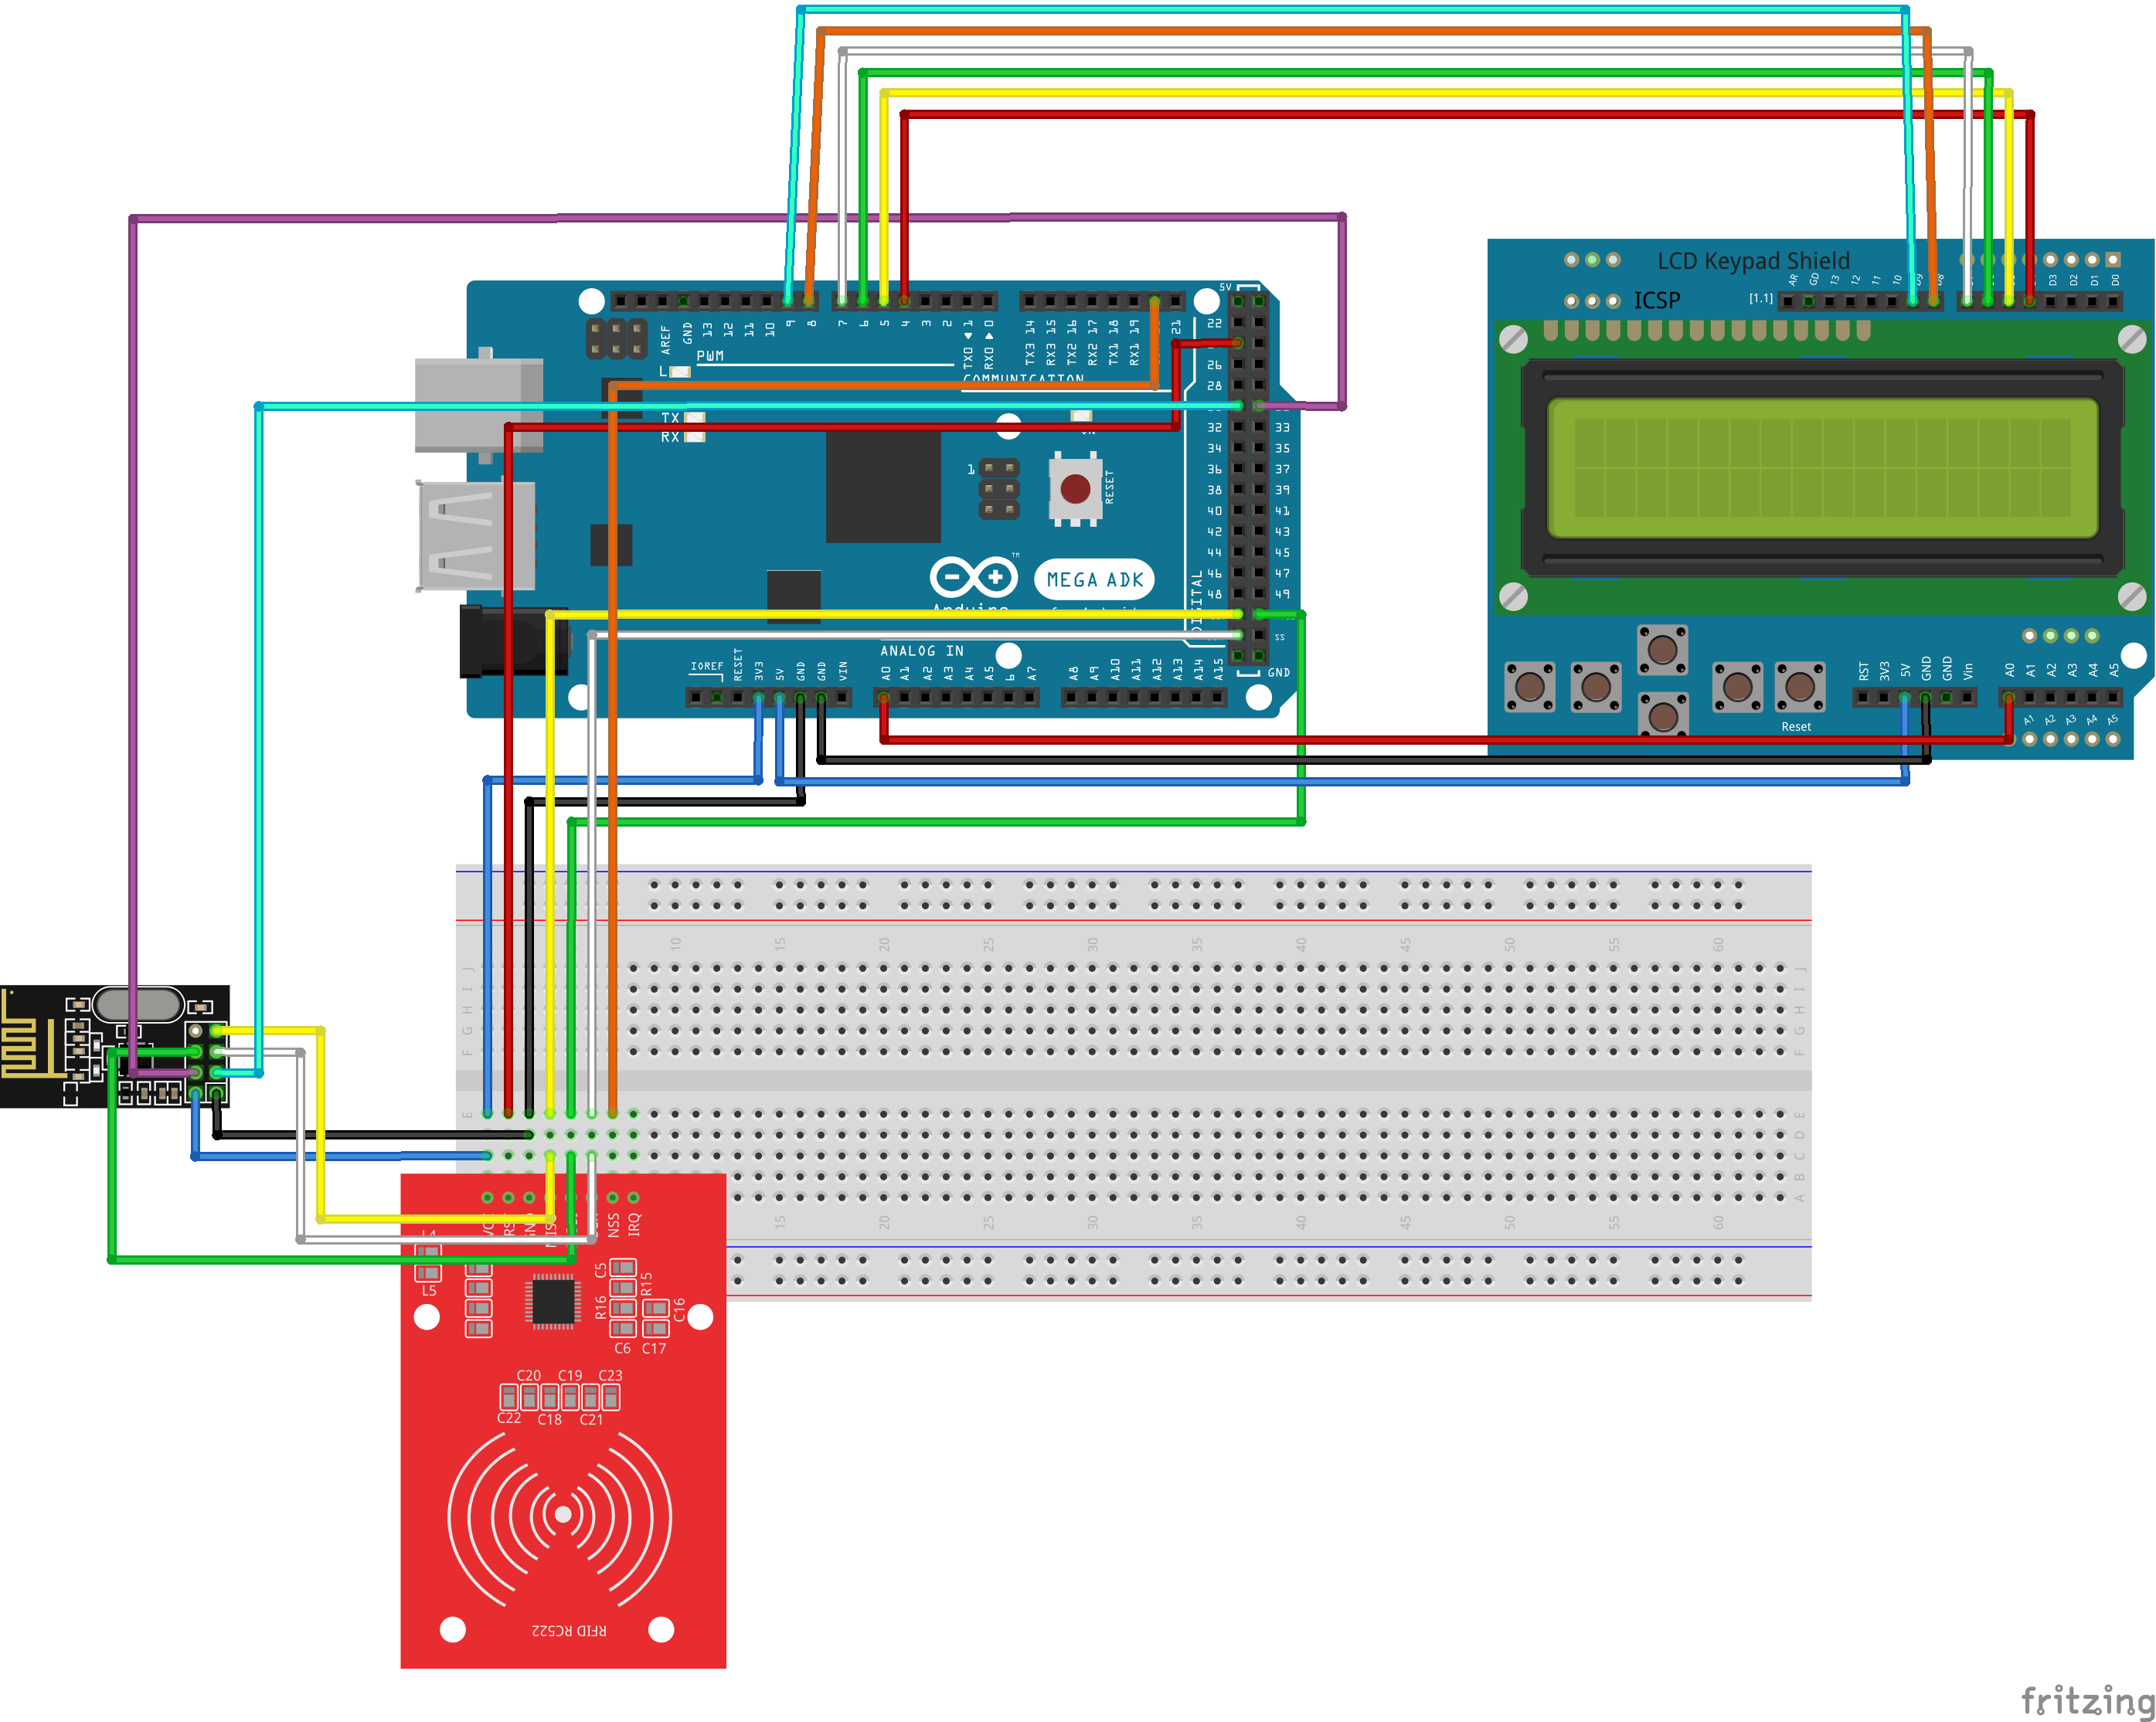 LCD Keypad Shield
ICSP
[1.1]
AR
GD
13
12
11
10
D9
D8
D3
D2
D1
D0
5V
AREF
GND
13
12
11
10
9
8
7
6
5
4
3
2
TX0 ◀ 1
RX0 ▶ 0
TX3 14
RX3 15
TX2 16
RX2 17
TX1 18
RX1 19
21
PWM
L
COMMUNICATION
TX
RX
22
26
28
32
33
34
35
36
37
38
39
40
41
42
43
44
45
46
47
48
49
SS
GND
1
RESET
TM
MEGA ADK
Arduino
DIGITAL
ANALOG IN
IOREF
RESET
3V3
5V
GND
GND
VIN
A0
A1
A2
A3
A4
A5
A7
A8
A9
A10
A11
A12
A13
A14
A15
Reset
RST
3V3
5V
GND
GND
Vin
A0
A1
A2
A3
A4
A5
A1
A2
A3
A4
A5
10
15
20
25
30
35
40
45
50
55
60
J
I
H
G
F
J
I
H
G
F
E
E
D
C
B
A
15
20
25
30
35
40
45
50
55
60
NSS
IRQ
L5
C5
R15
R16
C16
C6
C17
C20
C19
C23
C22
C18
C21
RFID RC522
fritzing